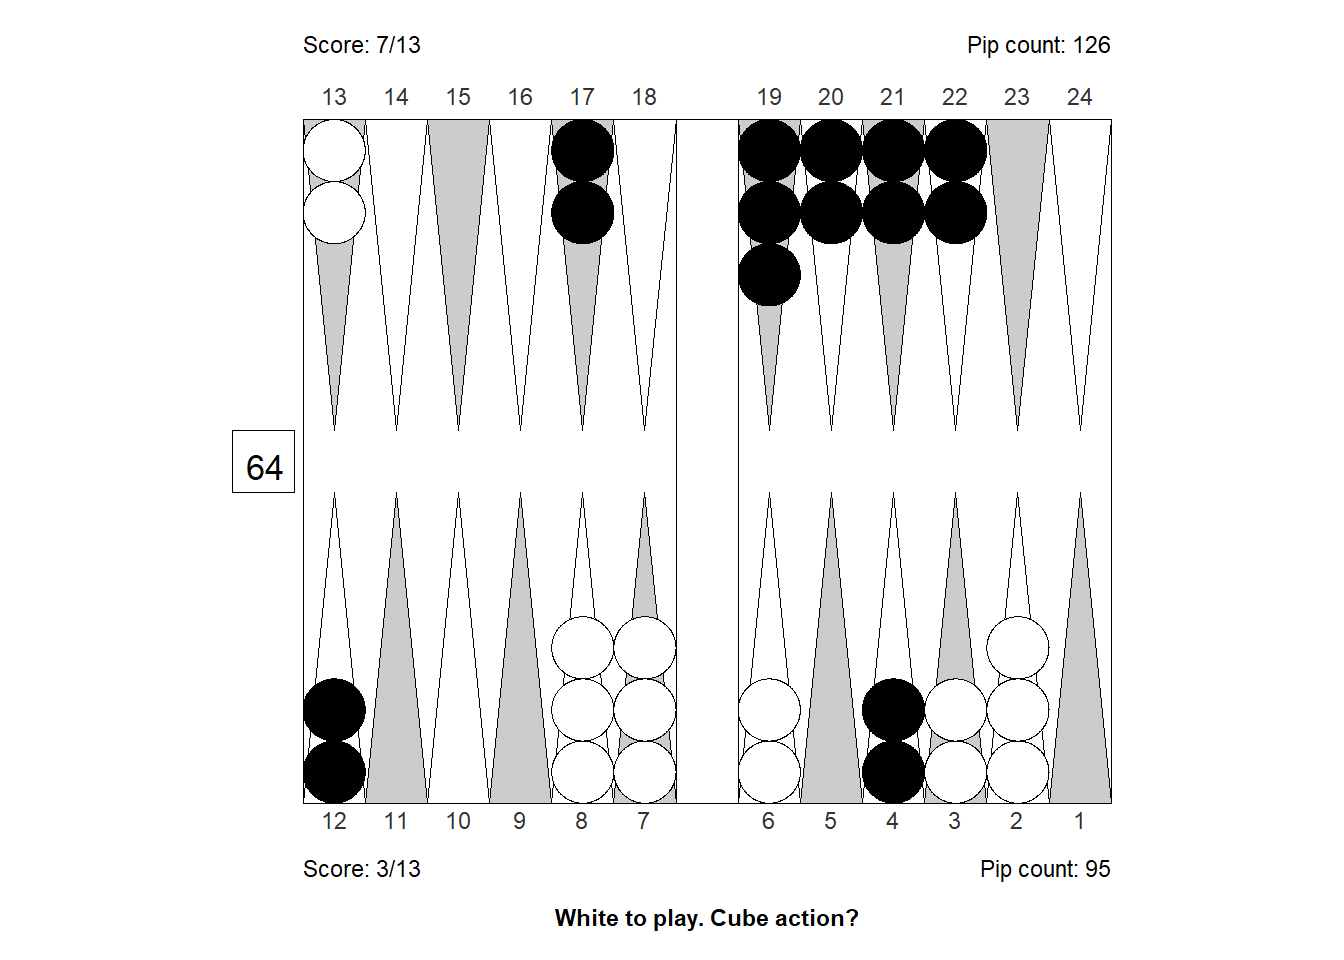 Score: 7/13 Pip count: 126
13 14 15 16 17 18 19 20 21 22 23 24
64
12 11 10 9 8 7 6 5 4 3 2 1
Score: 3/13 Pip count: 95
White to play. Cube action?